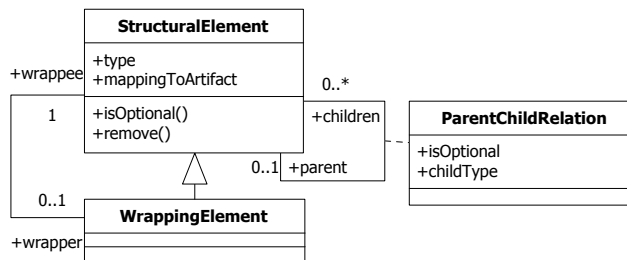 StructuralElement
+type
+mappingToArtifact
+isOptional()
+remove()
+wrappee
1
0..1
+wrapper
WrappingElement
0..*
+children
0..1
+parent
ParentChildRelation
+isOptional
+childType